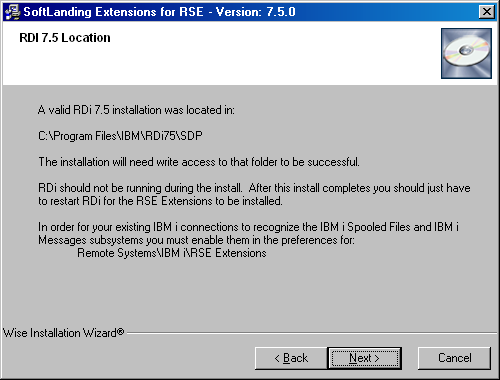 SoftLanding Extensions for RSE - Version: 7.5.0
RDI 7.5 Location
A valid RDi 7.5 installation was located in:
C:\Program Files\IBM\RDi75\SDP
The installation will need write access to that folder to be successful.
RDi should not be running during the install.  After this install completes you should just have
to restart RDi for the RSE Extensions to be installed.
In order for your existing IBM i connections to recognize the IBM i Spooled Files and IBM i
Messages subsystems you must enable them in the preferences for:
Remote Systems\IBM i\RSE Extensions
Wise Installation Wizard®
< Back
Next >
Cancel